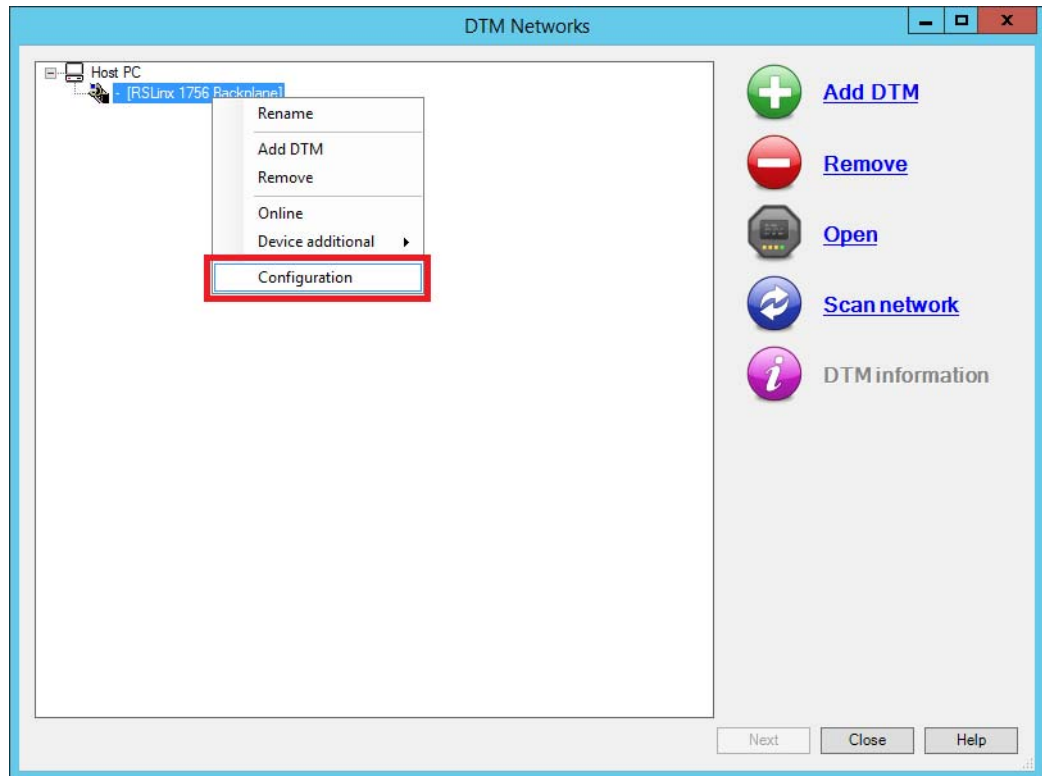 DTM Networks
Host PC
- [RSLinx 1756 Backplane]
Rename
Add DTM
Remove
Online
Device additional
Configuration
Add DTM
Remove
Open
Scan network
DTM information
Next
Close
Help